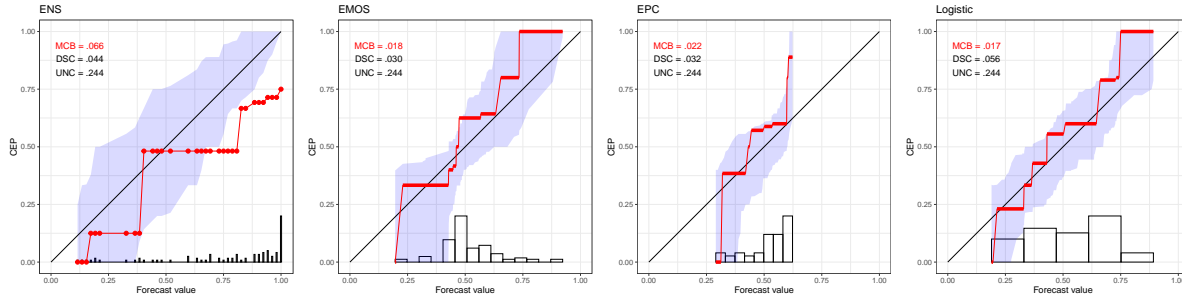 ENS
MCB = .066
DSC = .044
UNC = .244
CEP
1.00
0.75
0.50
0.25
0.00
0.00 0.25 0.50 0.75 1.00
Forecast value
EMOS
MCB = .018
DSC = .030
UNC = .244
CEP
1.00
0.75
0.50
0.25
0.00
0.00 0.25 0.50 0.75 1.00
Forecast value
EPC
MCB = .022
DSC = .032
UNC = .244
CEP
1.00
0.75
0.50
0.25
0.00
0.00 0.25 0.50 0.75 1.00
Forecast value
Logistic
MCB = .017
DSC = .056
UNC = .244
CEP
1.00
0.75
0.50
0.25
0.00
0.00 0.25 0.50 0.75 1.00
Forecast value